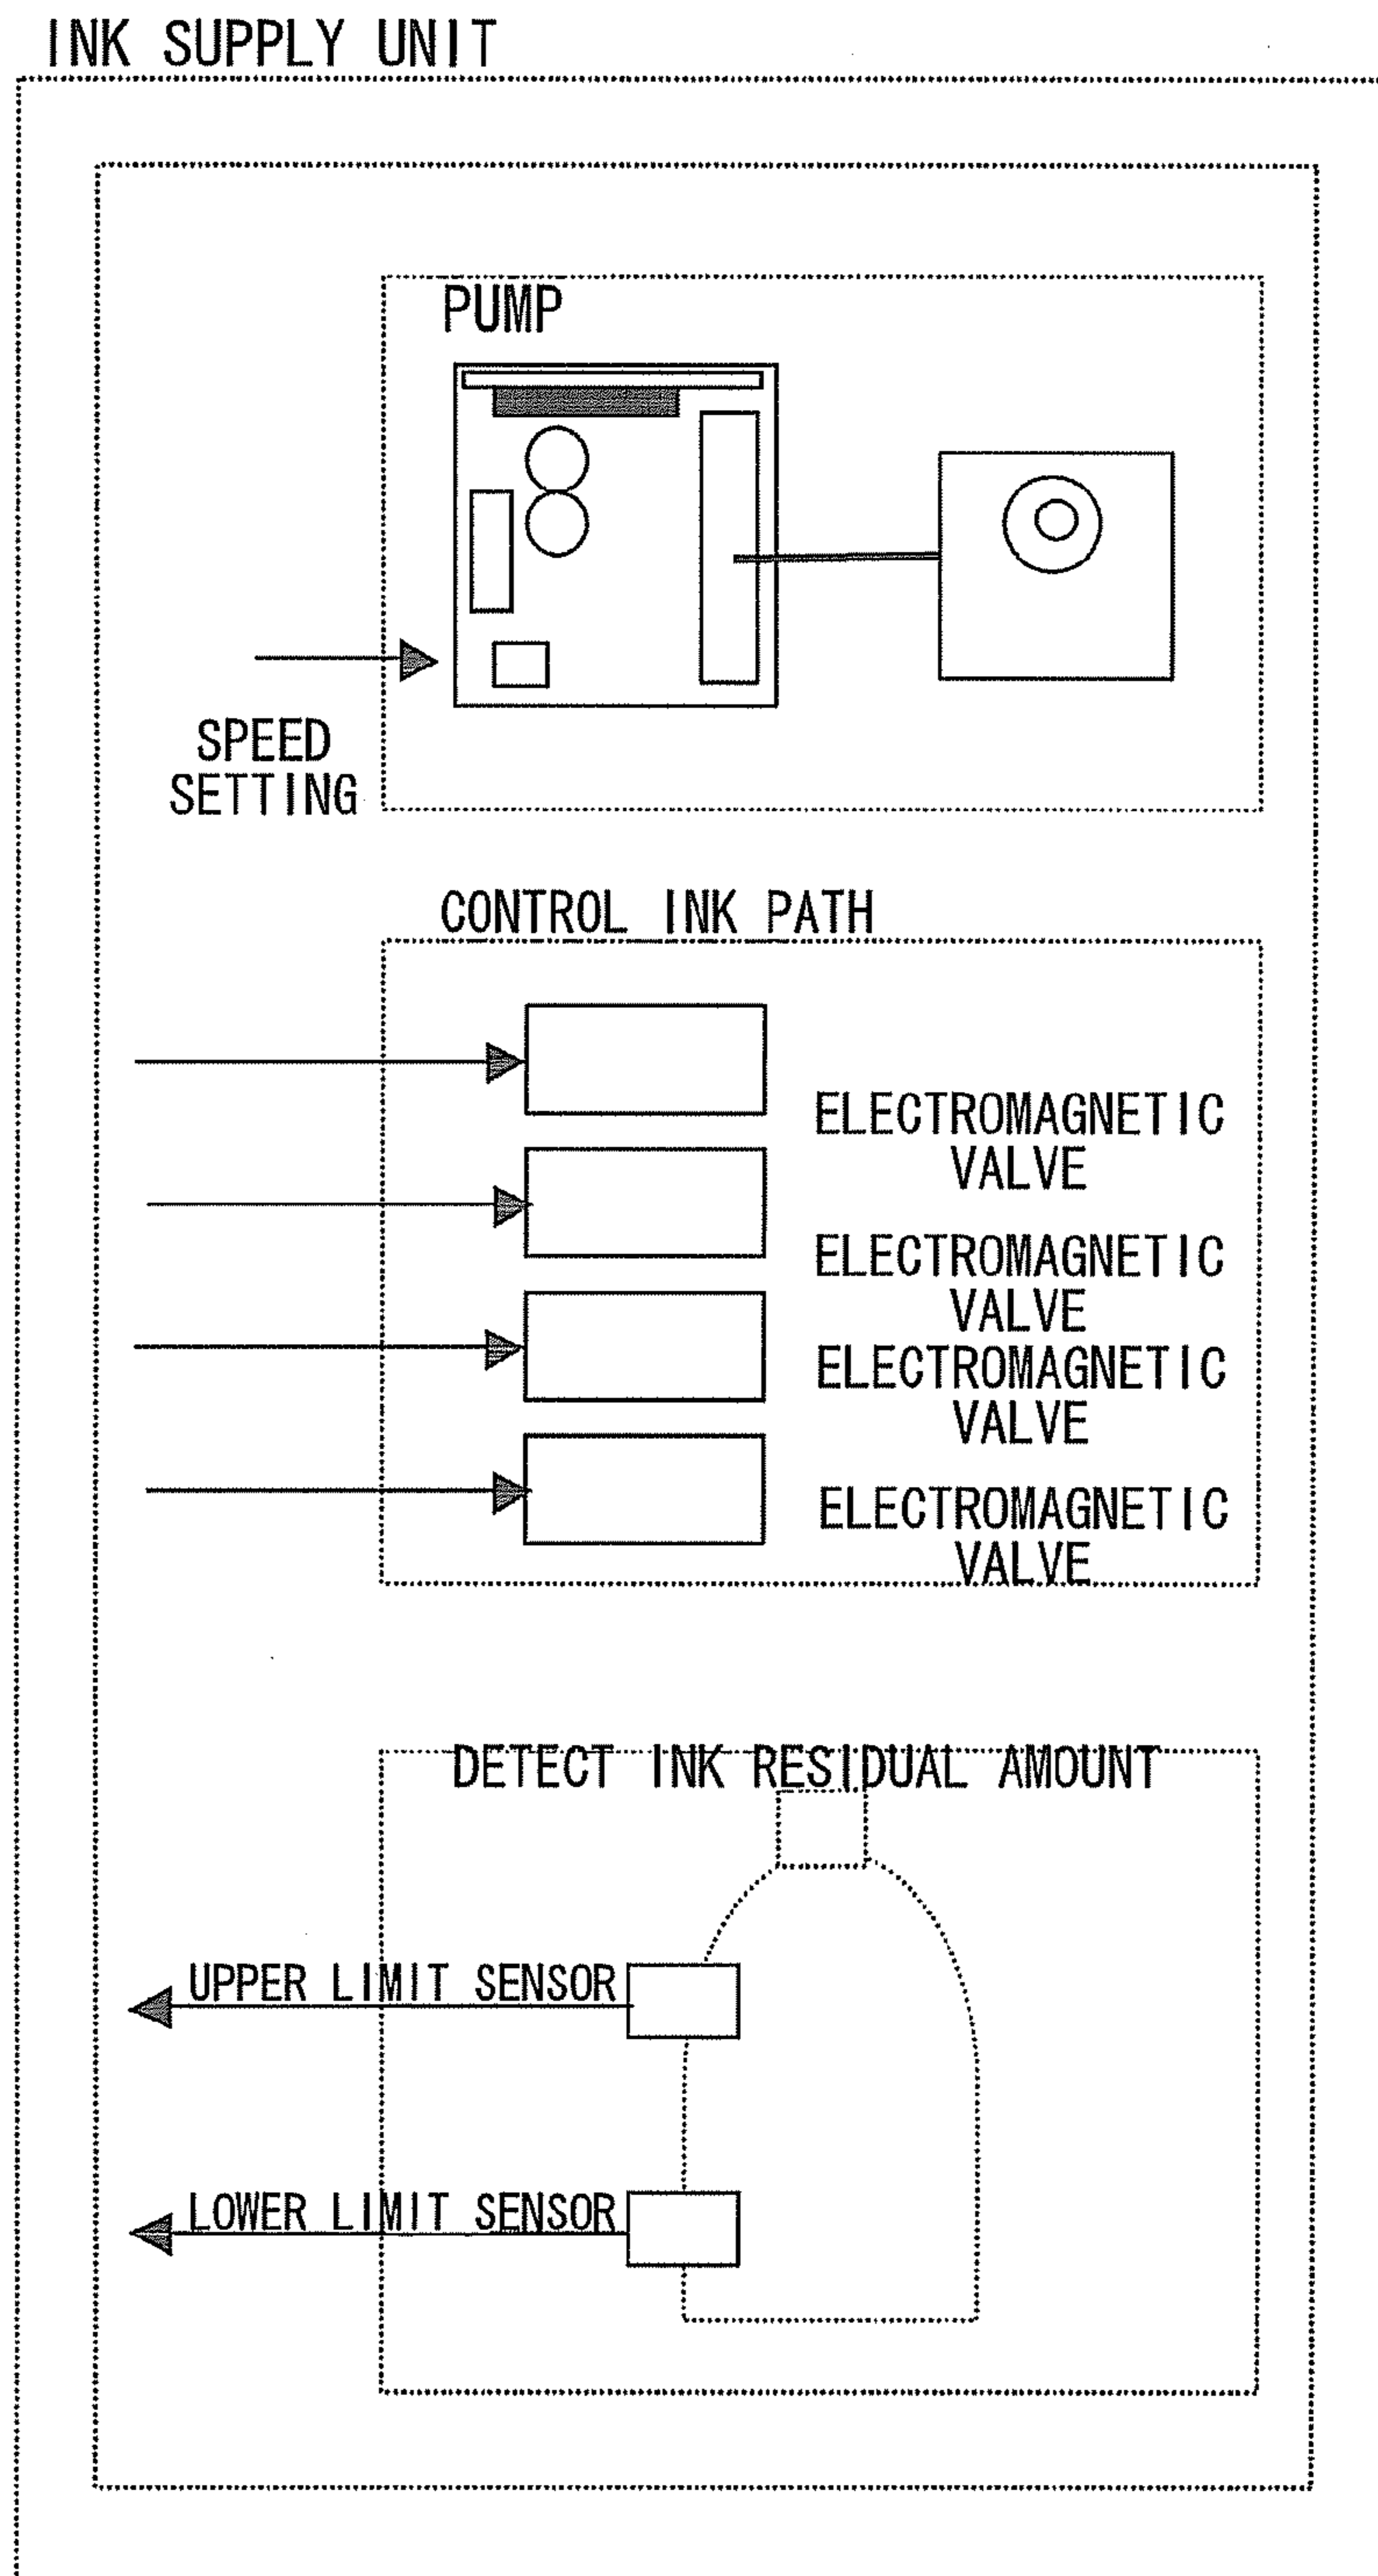 INK SUPPLY UNIT
PUMP
SPEED
SETTING
CONTROL INK PATH
ELECTROMAGNETIC
VALVE
ELECTROMAGNETIC
VALVE
ELECTROMAGNETIC
VALVE
ELECTROMAGNETIC
VALVE
DETECT INK RESIDUAL AMOUNT
UPPER LIMIT SENSOR
LOWER LIMIT SENSOR